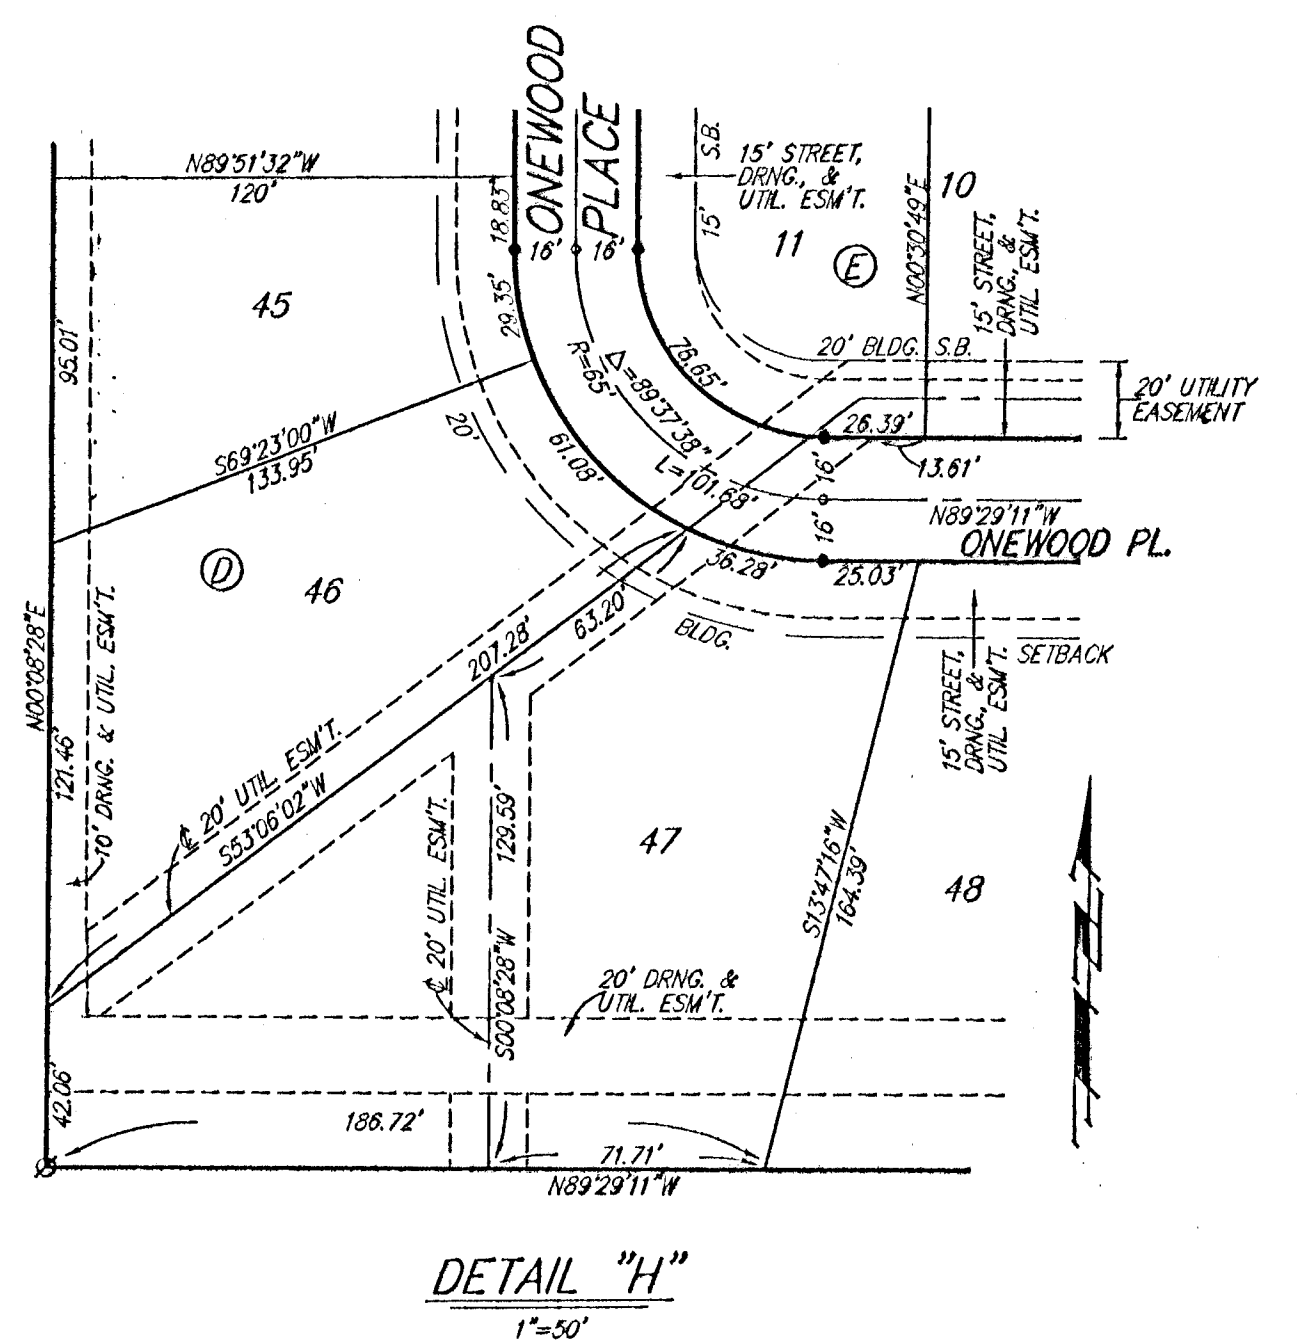 ONEWOOD
PLACE
N89°51'32"W
120'
18.83'
16'
16'
S.B.
15'
15' STREET,
DRNG., &
UTIL. ESM'T.
11
E
N00°30'49"E
10
15' STREET,
DRNG., &
UTIL ESM'T.
45
95.01'
29.35'
R=65'
Δ=89°37'38"
L=101.68'
76.65'
20' BLDG. S.B.
20' UTILITY
EASEMENT
26.39'
13.61'
S69°23'00"W
133.95'
20'
61.08'
16'
16'
N89°29'11"W
ONEWOOD PL.
D
46
36.28'
25.03'
63.20'
207.28'
BLDG.
SETBACK
15' STREET,
DRNG., &
UTIL ESM'T.
N00°08'28"E
121.46'
10' DRNG. & UTIL. ESM'T.
℄ 20' UTIL. ESM'T.
S53°06'02"W
℄ 20' UTIL. ESM'T.
129.59'
S00°08'28"W
47
S13°47'16"W
164.39'
48
20' DRNG. &
UTIL. ESM'T.
42.06'
186.72'
71.71'
N89°29'11"W
DETAIL "H"
1"=50'